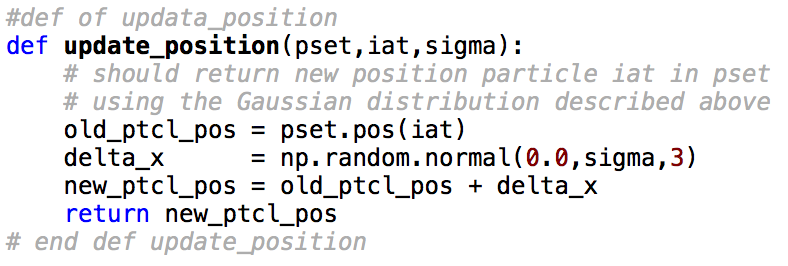 #def of updata_position
def update_position(pset,iat,sigma):
    # should return new position particle iat in pset
    # using the Gaussian distribution described above
    old_ptcl_pos = pset.pos(iat)
    delta_x      = np.random.normal(0.0,sigma,3)
    new_ptcl_pos = old_ptcl_pos + delta_x
    return new_ptcl_pos
# end def update_position